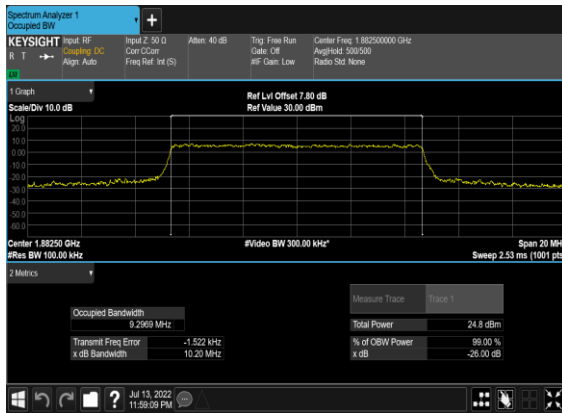 Spectrum Analyzer 1
Occupied BW
KEYSIGHT Input: RF Input Z: 50 Ω Atten: 40 dB Trig: Free Run Center Freq: 1.882500000 GHz
R T Coupling: DC Corr CCorr Gate: Off Avg|Hold: 500/500
Align: Auto Freq Ref: Int (S) #IF Gain: Low Radio Std: None
1 Graph
Scale/Div 10.0 dB Ref Lvl Offset 7.80 dB
Ref Value 30.00 dBm
Log
20.0
10.0
0.00
-10.0
-20.0
-30.0
-40.0
-50.0
-60.0
Center 1.88250 GHz #Video BW 300.00 kHz* Span 20 MH
#Res BW 100.00 kHz Sweep 2.53 ms (1001 pts
2 Metrics
Measure Trace Trace 1
Occupied Bandwidth
9.2969 MHz Total Power 24.8 dBm
Transmit Freq Error -1.522 kHz % of OBW Power 99.00 %
x dB Bandwidth 10.20 MHz x dB -26.00 dB
? Jul 13, 2022
11:59:09 PM